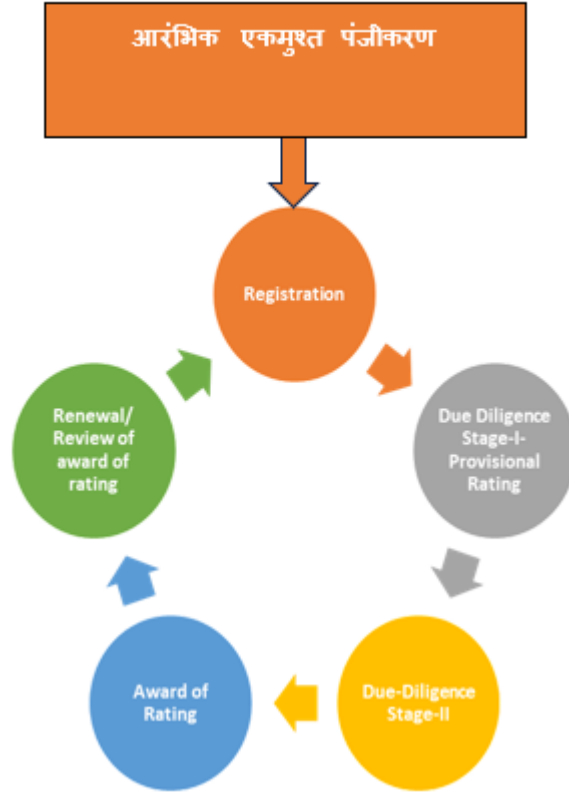 आरंभिक एकमुश्त पंजीकरण
Registration
Due Diligence
Stage-I-
Provisional
Rating
Due-Diligence
Stage-II
Award of
Rating
Renewal/
Review of
award of
rating